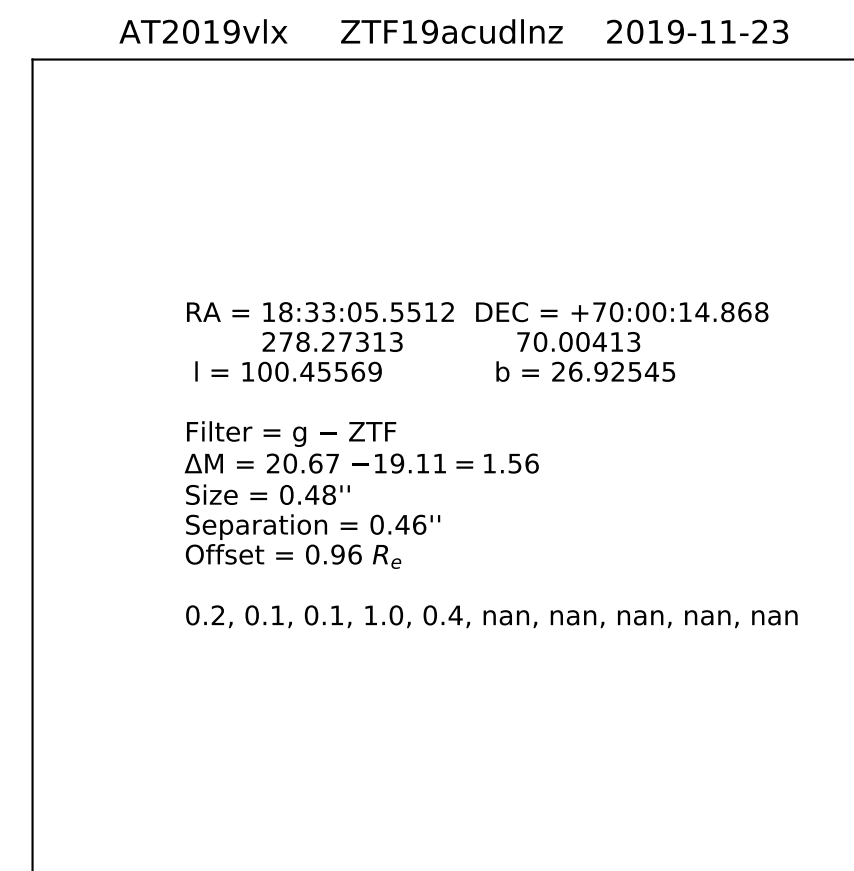 AT2019vlx ZTF19acudlnz 2019-11-23
RA = 18:33:05.5512 DEC = +70:00:14.868
278.27313 70.00413
l = 100.45569 b = 26.92545
Filter = g − ZTF
ΔM = 20.67 −19.11 = 1.56
Size = 0.48''
Separation = 0.46''
Offset = 0.96 Rₑ
0.2, 0.1, 0.1, 1.0, 0.4, nan, nan, nan, nan, nan